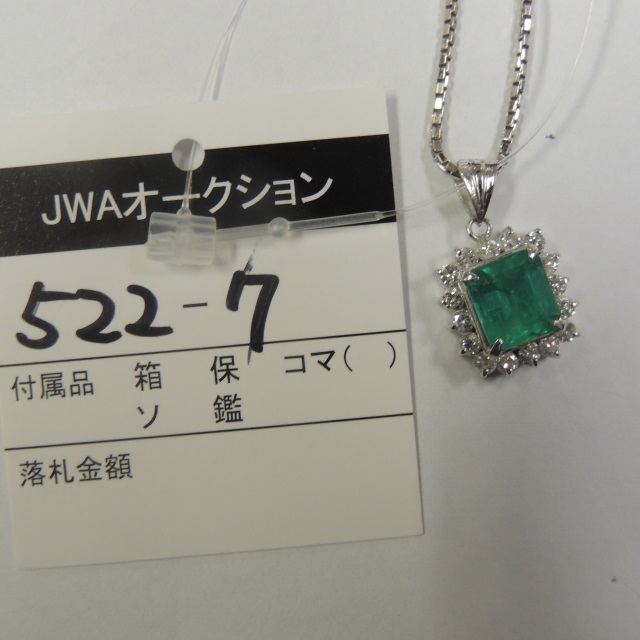 JWAオークション
522-7
付属品 箱 保 コマ( )
ソ 鑑
落札金額